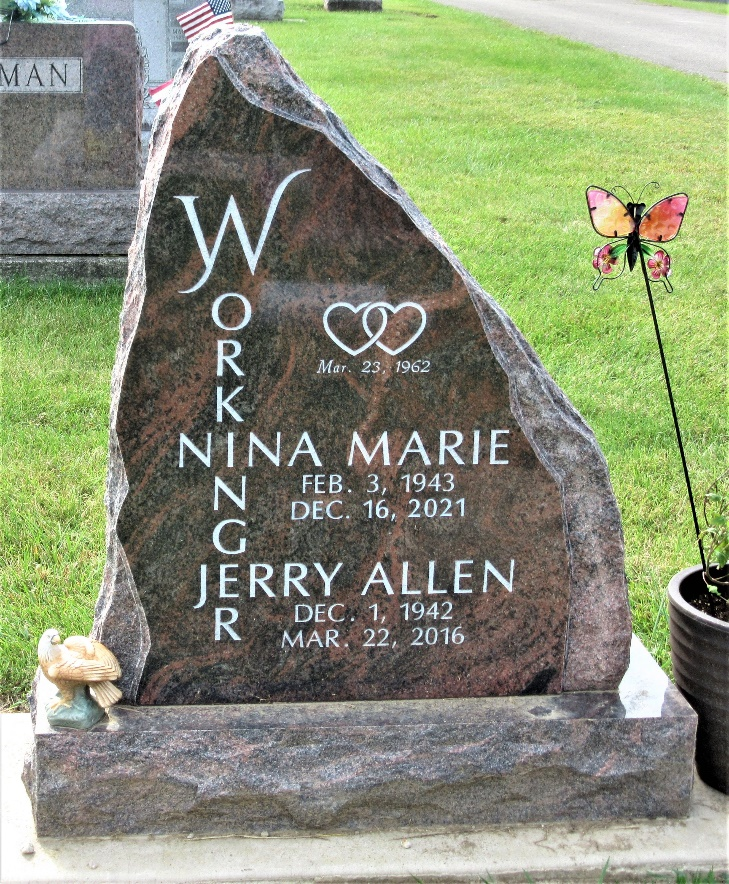 MAN
WORKINGER
Mar. 23, 1962
NINA MARIE
FEB. 3, 1943
DEC. 16, 2021
JERRY ALLEN
DEC. 1, 1942
MAR. 22, 2016